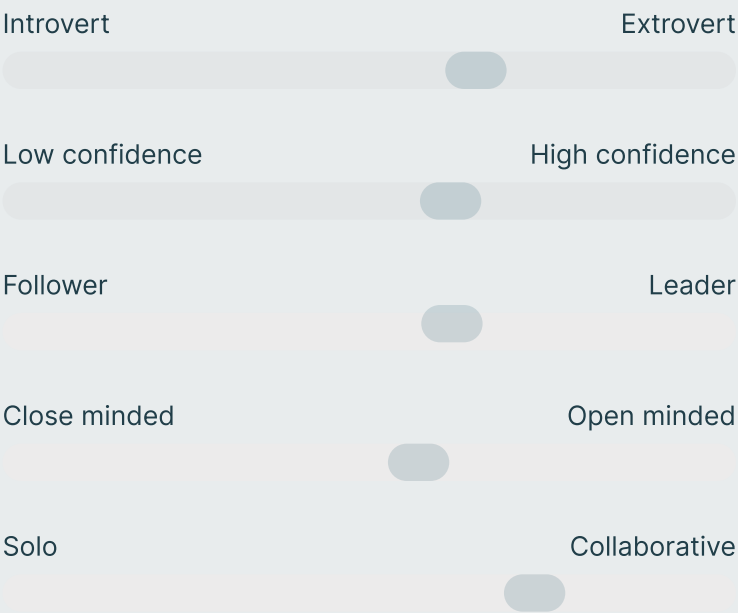 Introvert Extrovert
Low confidence High confidence
Follower Leader
Close minded Open minded
Solo Collaborative